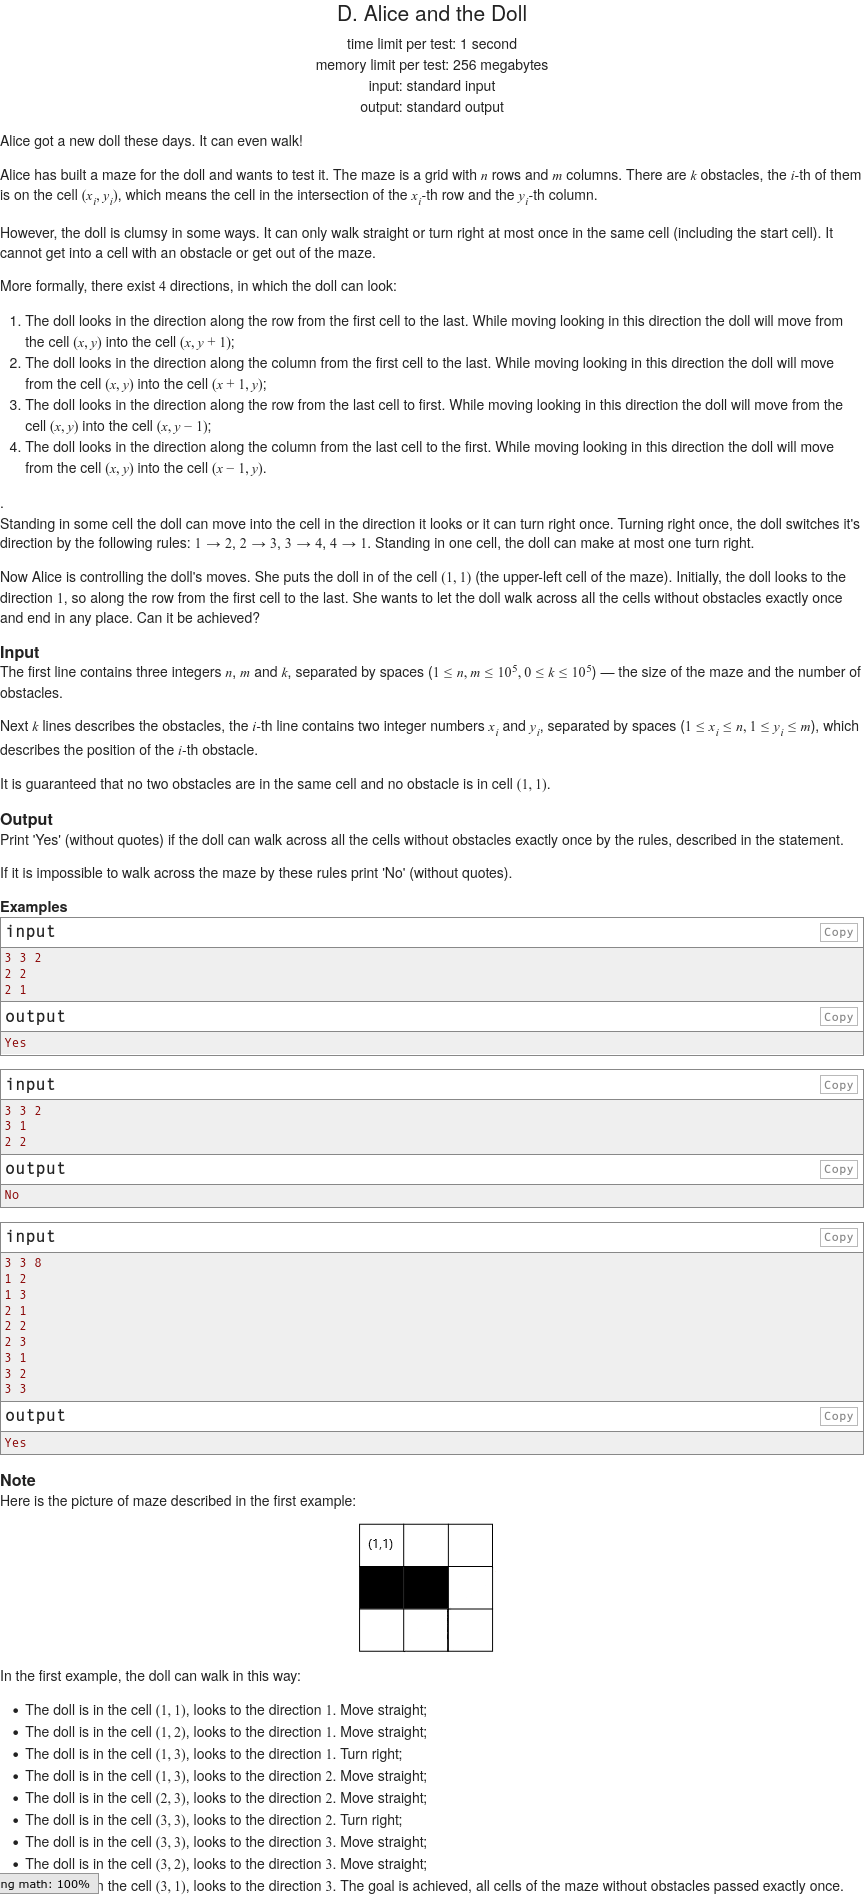 D. Alice and the Doll
time limit per test: 1 second
memory limit per test: 256 megabytes
input: standard input
output: standard output
Alice got a new doll these days. It can even walk!
Alice has built a maze for the doll and wants to test it. The maze is a grid with n rows and m columns. There are k obstacles, the i-th of them
is on the cell (x_i, y_i), which means the cell in the intersection of the x_i-th row and the y_i-th column.
However, the doll is clumsy in some ways. It can only walk straight or turn right at most once in the same cell (including the start cell). It
cannot get into a cell with an obstacle or get out of the maze.
More formally, there exist 4 directions, in which the doll can look:
1. The doll looks in the direction along the row from the first cell to the last. While moving looking in this direction the doll will move from
the cell (x, y) into the cell (x, y + 1);
2. The doll looks in the direction along the column from the first cell to the last. While moving looking in this direction the doll will move
from the cell (x, y) into the cell (x + 1, y);
3. The doll looks in the direction along the row from the last cell to first. While moving looking in this direction the doll will move from the
cell (x, y) into the cell (x, y − 1);
4. The doll looks in the direction along the column from the last cell to the first. While moving looking in this direction the doll will move
from the cell (x, y) into the cell (x − 1, y).
.
Standing in some cell the doll can move into the cell in the direction it looks or it can turn right once. Turning right once, the doll switches it's
direction by the following rules: 1 → 2, 2 → 3, 3 → 4, 4 → 1. Standing in one cell, the doll can make at most one turn right.
Now Alice is controlling the doll's moves. She puts the doll in of the cell (1, 1) (the upper-left cell of the maze). Initially, the doll looks to the
direction 1, so along the row from the first cell to the last. She wants to let the doll walk across all the cells without obstacles exactly once
and end in any place. Can it be achieved?
Input
The first line contains three integers n, m and k, separated by spaces (1 ≤ n, m ≤ 10^5, 0 ≤ k ≤ 10^5) — the size of the maze and the number of
obstacles.
Next k lines describes the obstacles, the i-th line contains two integer numbers x_i and y_i, separated by spaces (1 ≤ x_i ≤ n, 1 ≤ y_i ≤ m), which
describes the position of the i-th obstacle.
It is guaranteed that no two obstacles are in the same cell and no obstacle is in cell (1, 1).
Output
Print 'Yes' (without quotes) if the doll can walk across all the cells without obstacles exactly once by the rules, described in the statement.
If it is impossible to walk across the maze by these rules print 'No' (without quotes).
Examples
input Copy
3 3 2
2 2
2 1
output Copy
Yes
input Copy
3 3 2
3 1
2 2
output Copy
No
input Copy
3 3 8
1 2
1 3
2 1
2 2
2 3
3 1
3 2
3 3
output Copy
Yes
Note
Here is the picture of maze described in the first example:
(1,1)
In the first example, the doll can walk in this way:
• The doll is in the cell (1, 1), looks to the direction 1. Move straight;
• The doll is in the cell (1, 2), looks to the direction 1. Move straight;
• The doll is in the cell (1, 3), looks to the direction 1. Turn right;
• The doll is in the cell (1, 3), looks to the direction 2. Move straight;
• The doll is in the cell (2, 3), looks to the direction 2. Move straight;
• The doll is in the cell (3, 3), looks to the direction 2. Turn right;
• The doll is in the cell (3, 3), looks to the direction 3. Move straight;
• The doll is in the cell (3, 2), looks to the direction 3. Move straight;
ng math: 100% n the cell (3, 1), looks to the direction 3. The goal is achieved, all cells of the maze without obstacles passed exactly once.